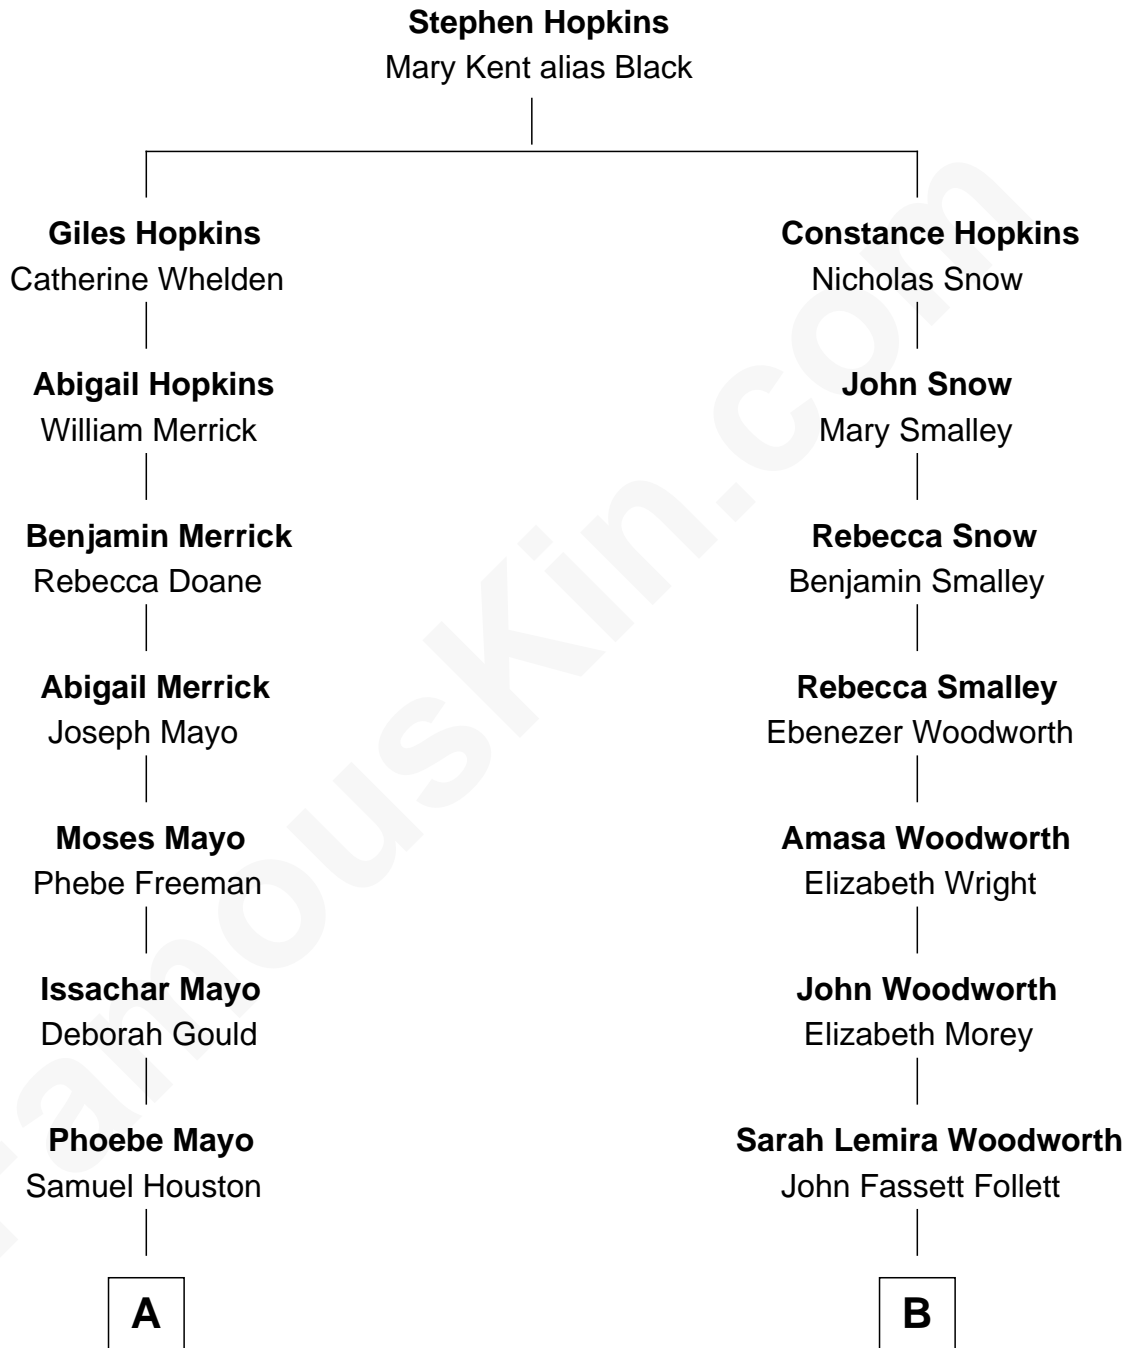 Stephen Hopkins
Mary Kent alias Black
Giles Hopkins
Catherine Whelden
Abigail Hopkins
William Merrick
Benjamin Merrick
Rebecca Doane
Abigail Merrick
Joseph Mayo
Moses Mayo
Phebe Freeman
Issachar Mayo
Deborah Gould
Phoebe Mayo
Samuel Houston
A
Constance Hopkins
Nicholas Snow
John Snow
Mary Smalley
Rebecca Snow
Benjamin Smalley
Rebecca Smalley
Ebenezer Woodworth
Amasa Woodworth
Elizabeth Wright
John Woodworth
Elizabeth Morey
Sarah Lemira Woodworth
John Fassett Follett
B
FamousKin.com